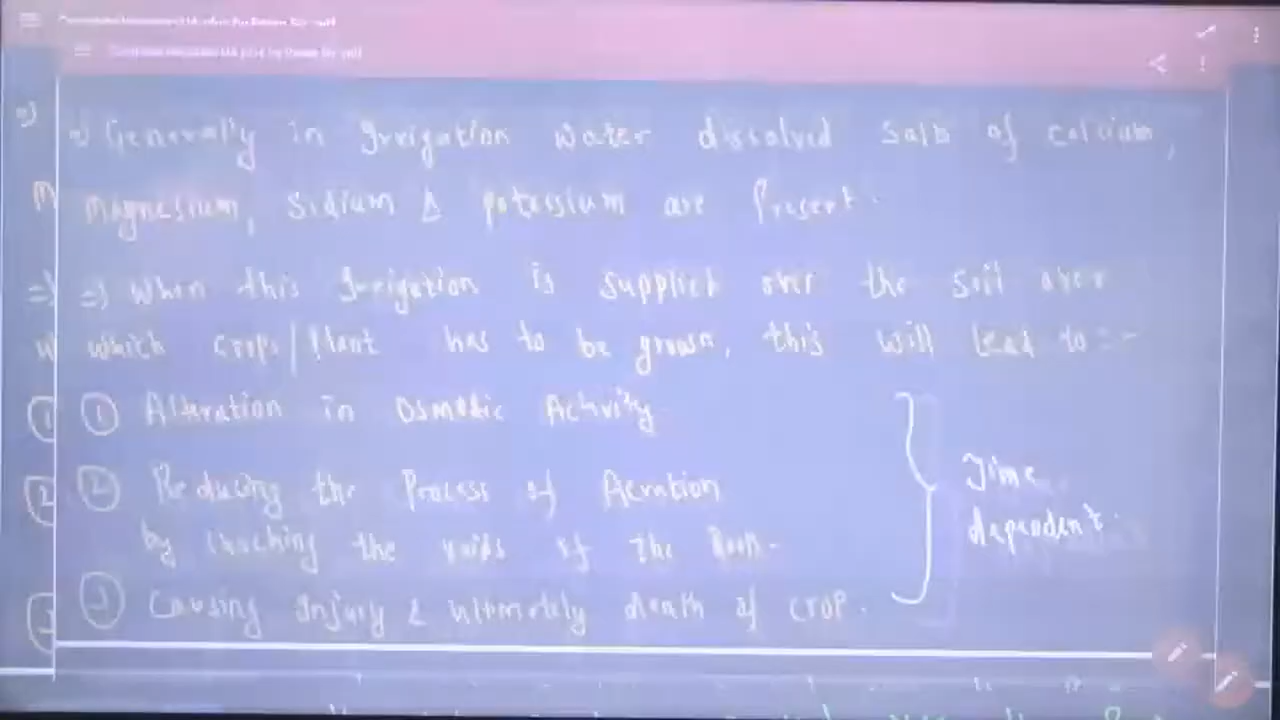 =) Generally in Irrigation water dissolved salts of calcium,
Magnesium, Sodium & potassium are Present.
=) When this Irrigation is supplied over the soil over
which crops/Plant has to be grown, this will lead to :-
① Alteration in Osmotic Activity.
② Reducing the Process of Aeration
by chocking the voids of the
③ Causing Injury & ultimately death of crop.
Time
dependent.